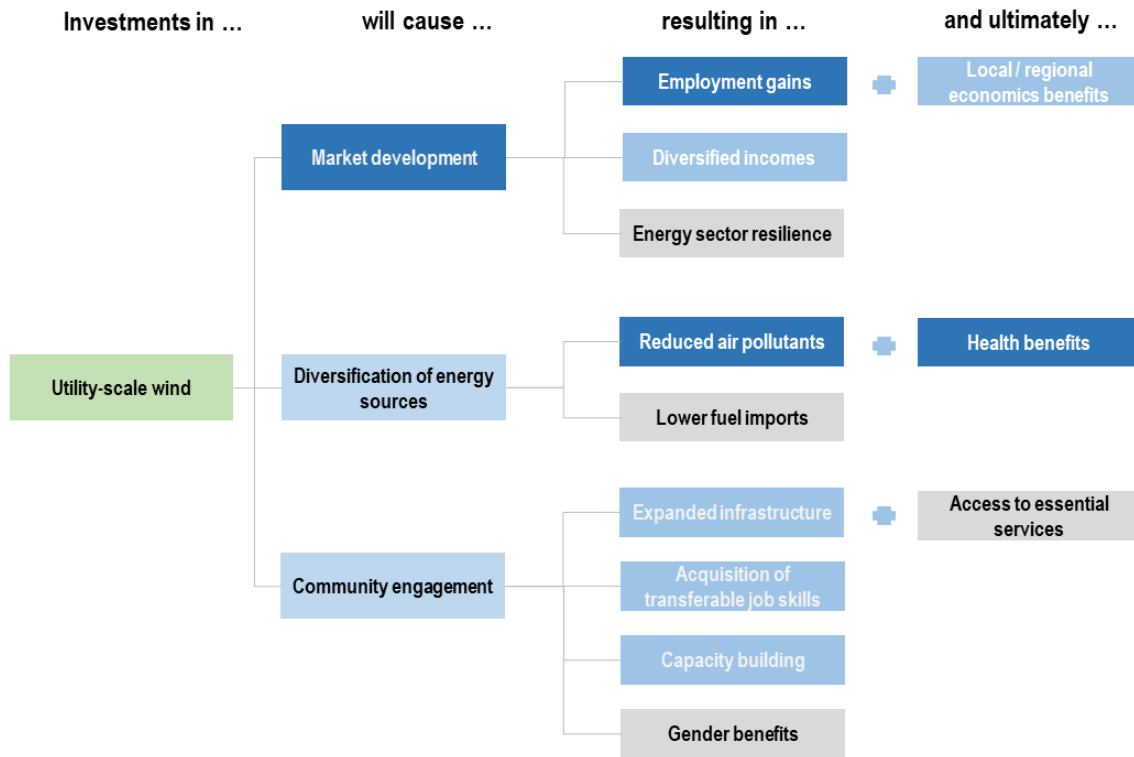 Investments in …
will cause …
resulting in …
and ultimately …
Employment gains
Local / regional
economics benefits
Market development
Diversified incomes
Energy sector resilience
Reduced air pollutants
Health benefits
Utility-scale wind
Diversification of energy
sources
Lower fuel imports
Expanded infrastructure
Access to essential
services
Community engagement
Acquisition of
transferable job skills
Capacity building
Gender benefits